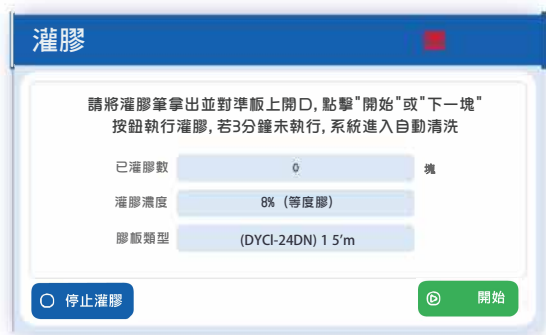 灌膠
請將灌膠筆拿出並對準板上開口, 點擊"開始"或"下一塊"
按鈕執行灌膠, 若3分鐘未執行, 系統進入自動清洗
已灌膠數 0 塊
灌膠濃度 8% (等度膠)
膠板類型 (DYCl-24DN) 1 5'm
停止灌膠 開始